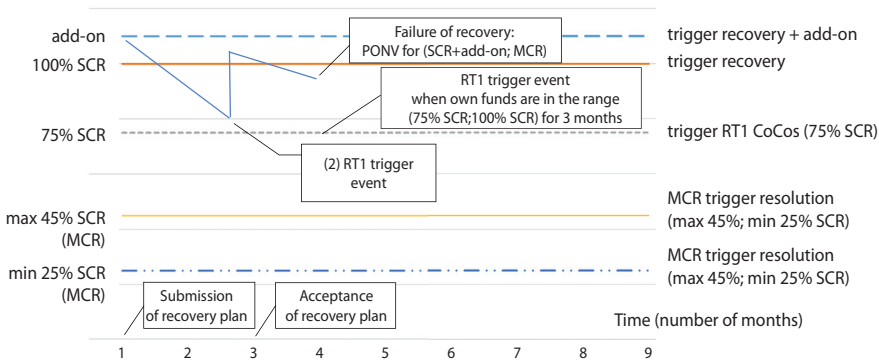 add-on
100% SCR
75% SCR
max 45% SCR
(MCR)
min 25% SCR
(MCR)
Failure of recovery:
PONV for (SCR+add-on; MCR)
RT1 trigger event
when own funds are in the range
(75% SCR;100% SCR) for 3 months
(2) RT1 trigger
event
trigger recovery + add-on
trigger recovery
trigger RT1 CoCos (75% SCR)
MCR trigger resolution
(max 45%; min 25% SCR)
MCR trigger resolution
(max 45%; min 25% SCR)
Submission
of recovery plan
Acceptance
of recovery plan
Time (number of months)
1 2 3 4 5 6 7 8 9